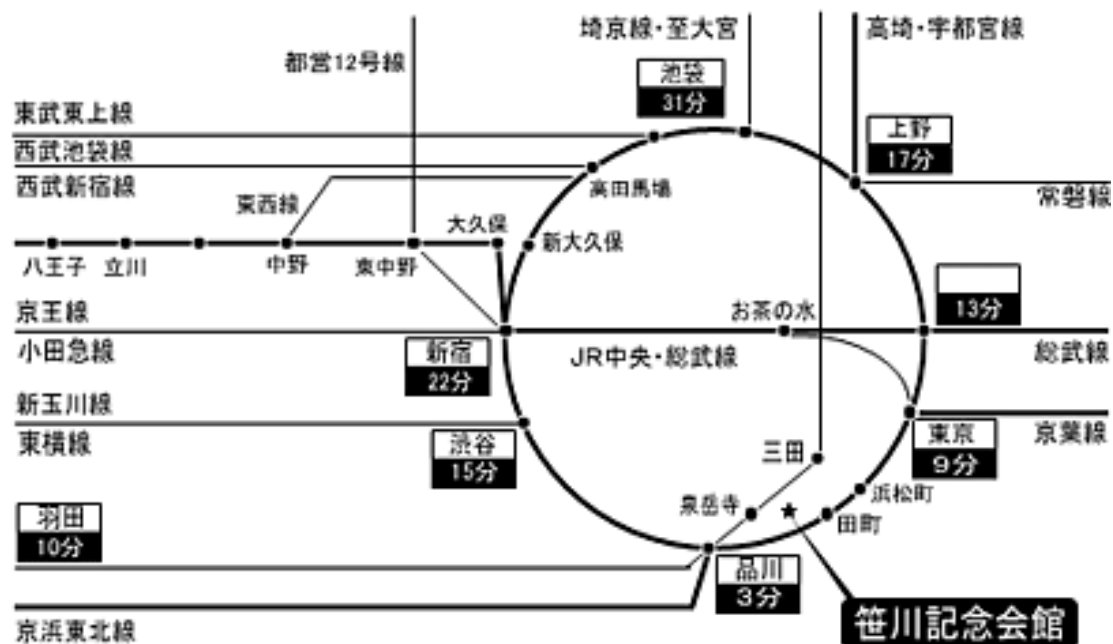 埼京線・至大宮
高埼・宇都宮線
都営12号線
池袋
31分
東武東上線
上野
17分
西武池袋線
西武新宿線
高田馬場
常磐線
東西線
大久保
新大久保
八王子
立川
中野
東中野
13分
京王線
お茶の水
小田急線
新宿
22分
JR中央・総武線
総武線
新玉川線
東横線
渋谷
15分
東京
9分
京葉線
三田
浜松町
泉岳寺
田町
羽田
10分
品川
3分
笹川記念会館
京浜東北線